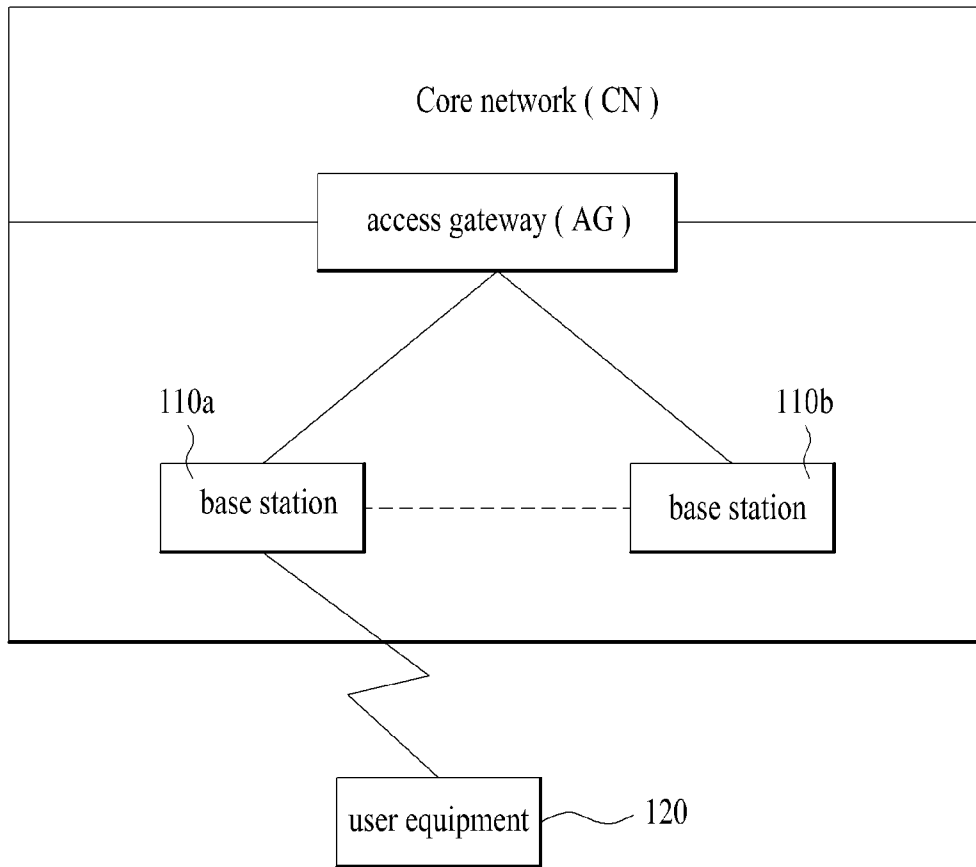 Core network ( CN )
access gateway ( AG )
110a
110b
base station
base station
user equipment
120